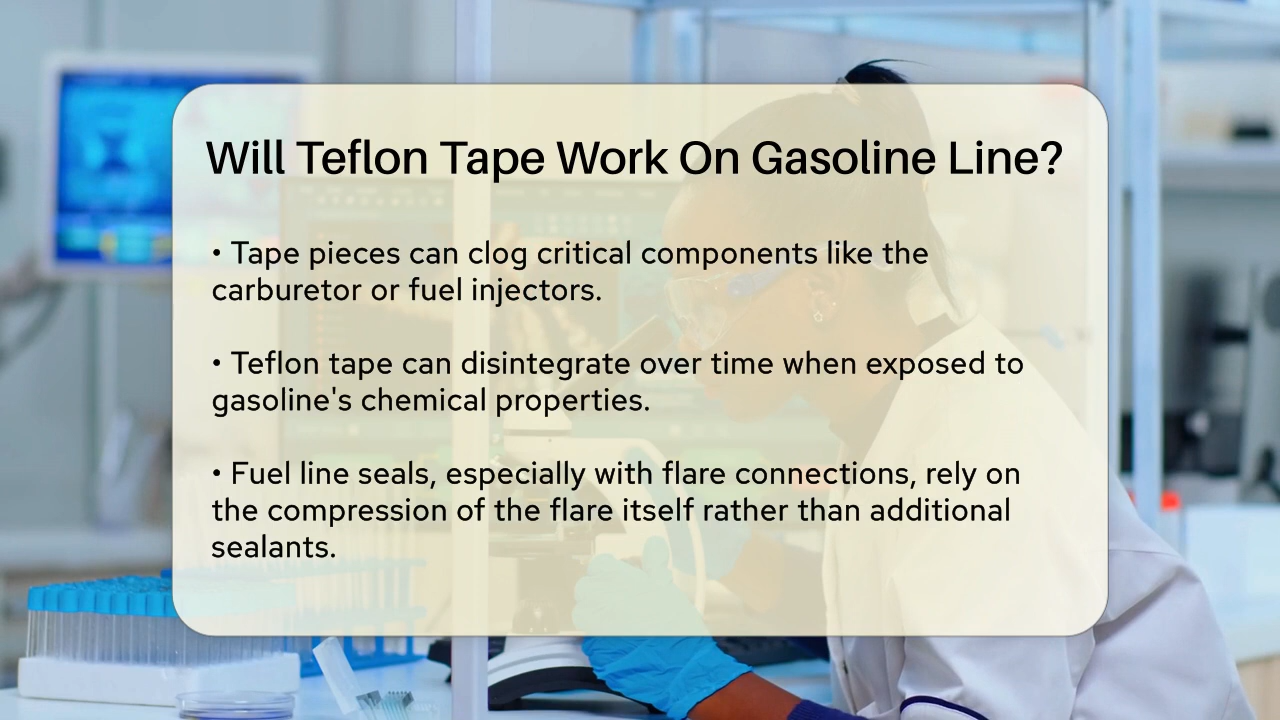 Will Teflon Tape Work On Gasoline Line?
• Tape pieces can clog critical components like the
carburetor or fuel injectors.
• Teflon tape can disintegrate over time when exposed to
gasoline's chemical properties.
• Fuel line seals, especially with flare connections, rely on
the compression of the flare itself rather than additional
sealants.